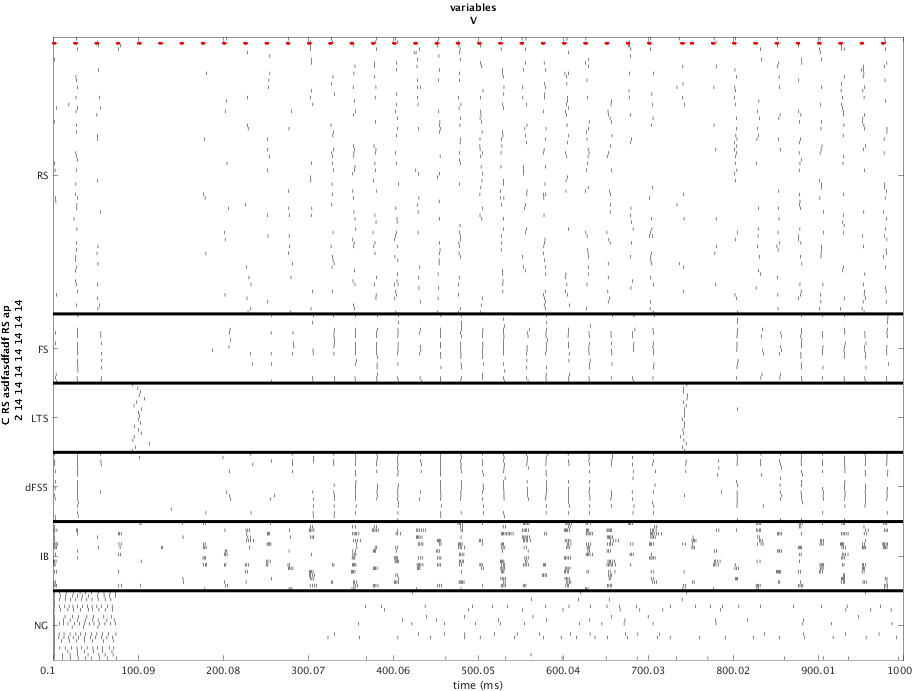 variables
V
C RS asdfasdfadf RS ap
2 14 14 14 14 14 14 14
RS
FS
LTS
dFS5
IB
NG
0.1 100.09 200.08 300.07 400.06 500.05 600.04 700.03 800.02 900.01 1000
time (ms)